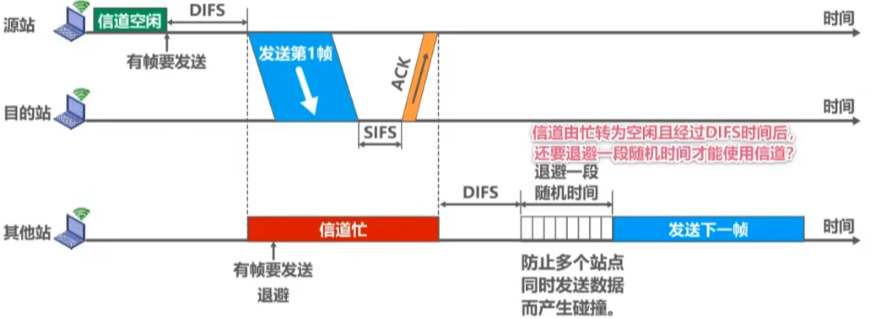 源站
信道空闲
DIFS
时间
有帧要发送
发送第1帧
ACK
目的站
时间
SIFS
信道由忙转为空闲且经过DIFS时间后，
还要退避一段随机时间才能使用信道？
退避一段
DIFS
随机时间
其他站
信道忙
发送下一帧
时间
有帧要发送
退避
防止多个站点
同时发送数据
而产生碰撞。